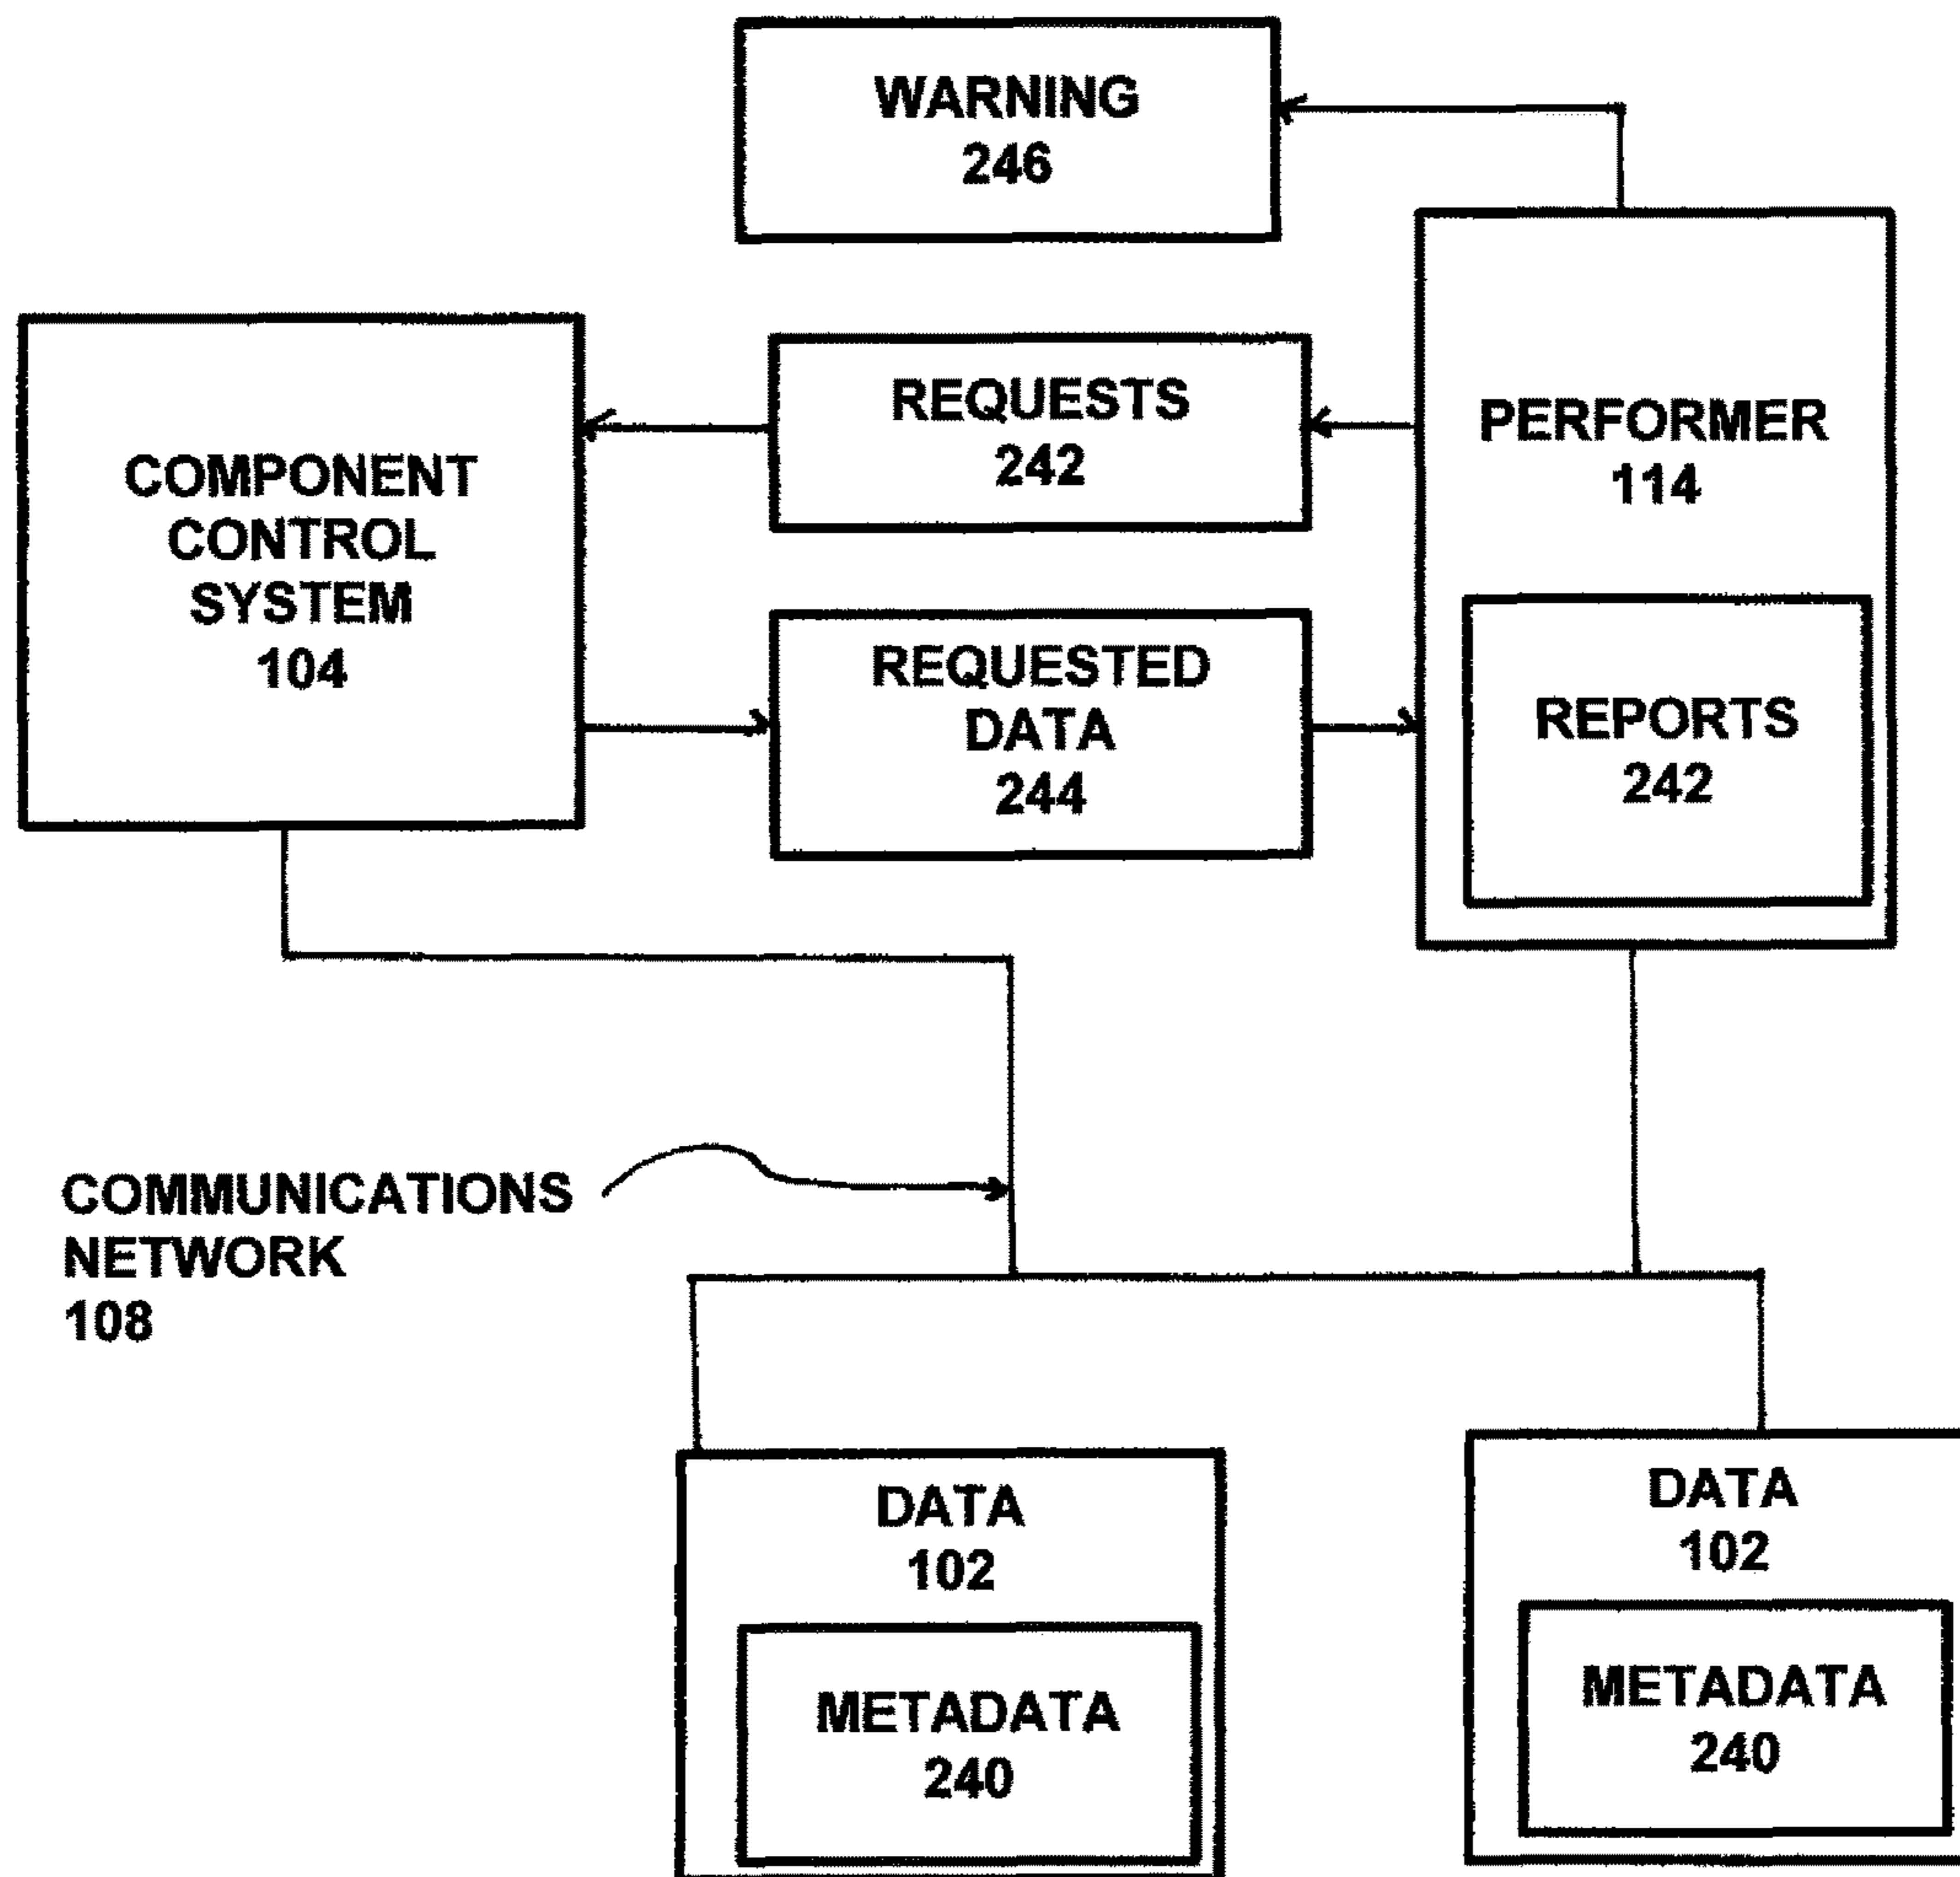 WARNING
246
COMPONENT
CONTROL
SYSTEM
104
REQUESTS
242
REQUESTED
DATA
244
PERFORMER
114
REPORTS
242
COMMUNICATIONS
NETWORK
108
DATA
102
METADATA
240
DATA
102
METADATA
240